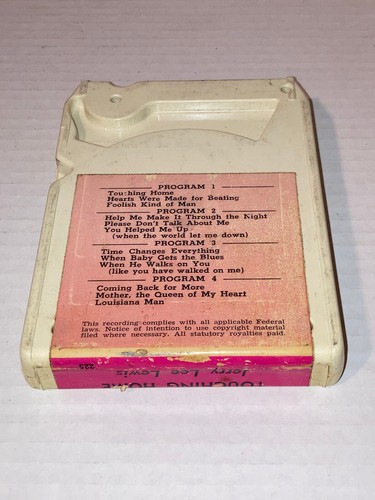 PROGRAM 1
Touching Home
Hearts Were Made for Beating
Foolish Kind of Man
PROGRAM 2
Help Me Make It Through the Night
Please Don't Talk About Me
You Helped Me Up
(when the world let me down)
PROGRAM 3
Time Changes Everything
When Baby Gets the Blues
When He Walks on You
(like you have walked on me)
PROGRAM 4
Coming Back for More
Mother, the Queen of My Heart
Louisiana Man
This recording complies with all applicable Federal
laws. Notice of intention to use copyright material
filed where necessary. All statutory royalties paid.
225
Jerry Lee Lewis
TOUCHING HOME